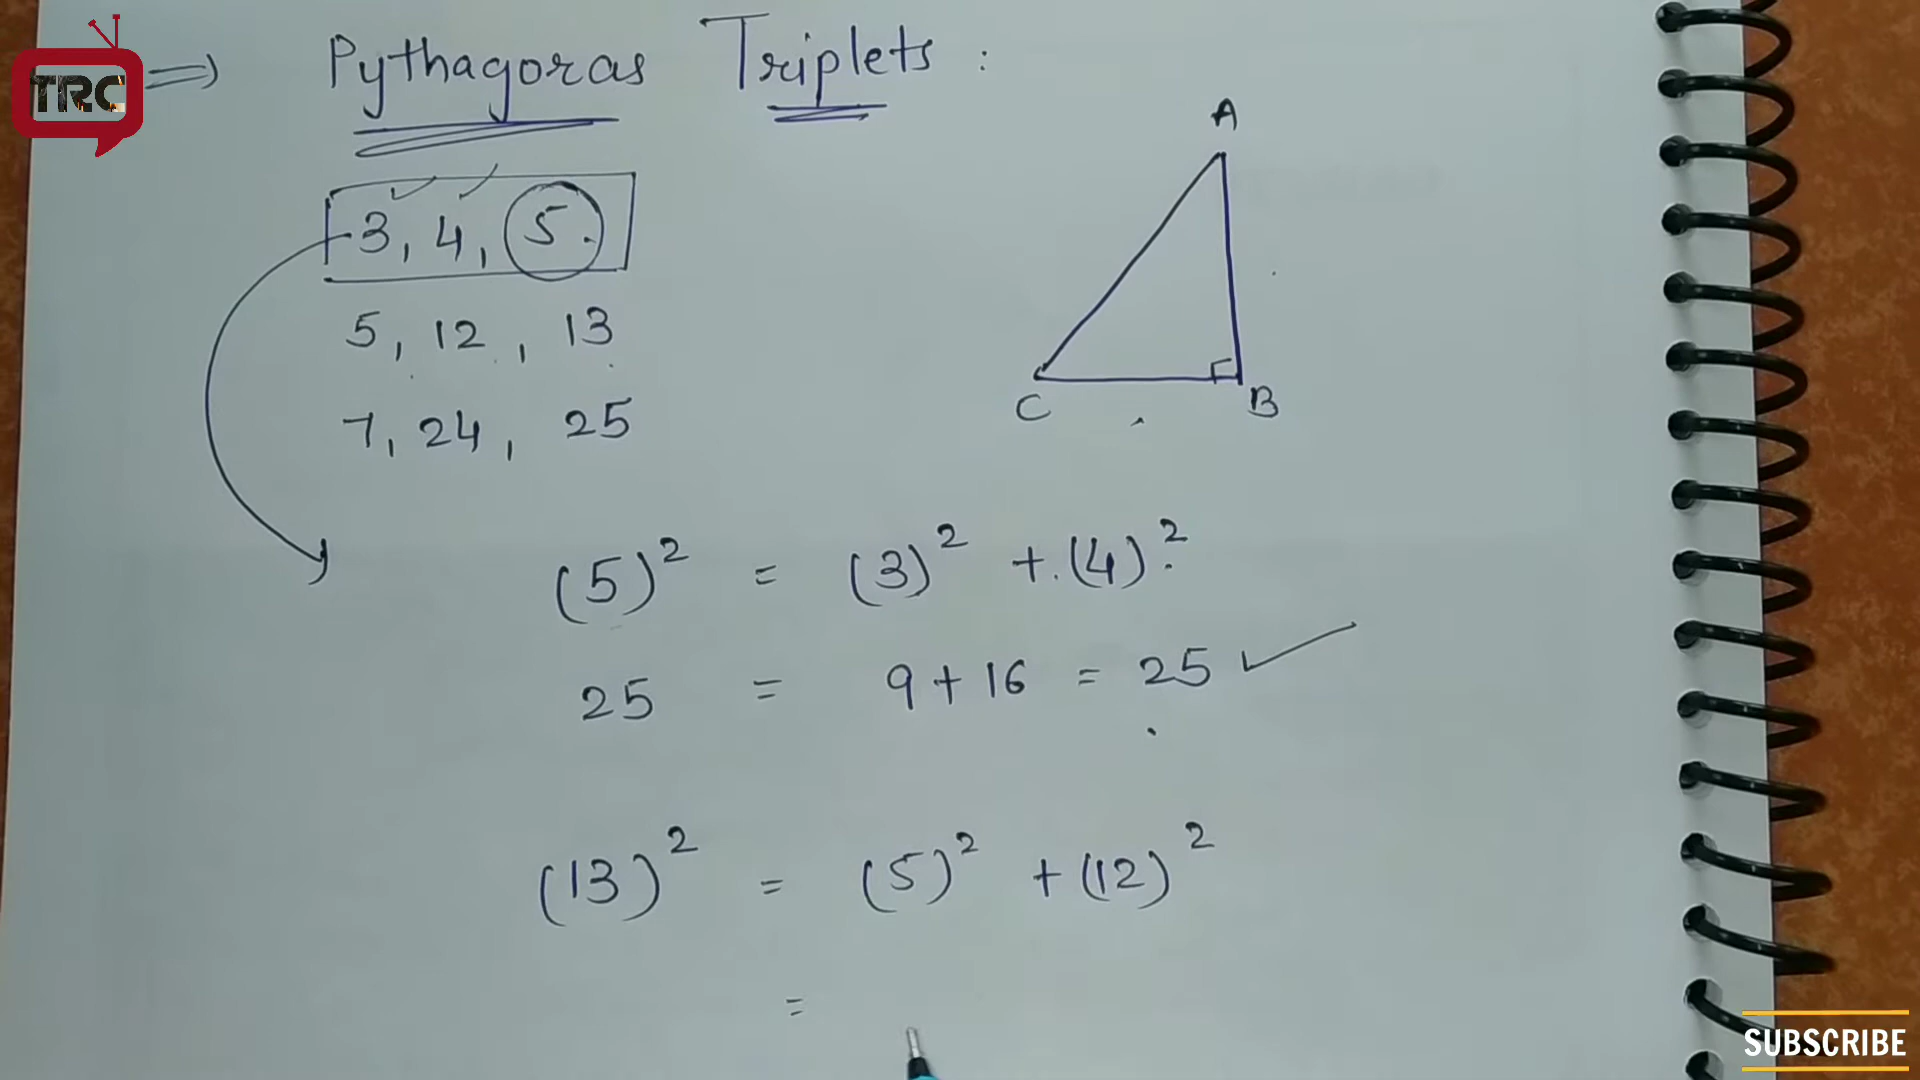 TRC
⇒ Pythagoras Triplets :
A
3, 4, 5.
5, 12, 13
C B
7, 24, 25
(5)² = (3)² + (4)²
25 = 9 + 16 = 25 ✓
(13)² = (5)² + (12)²
=
SUBSCRIBE